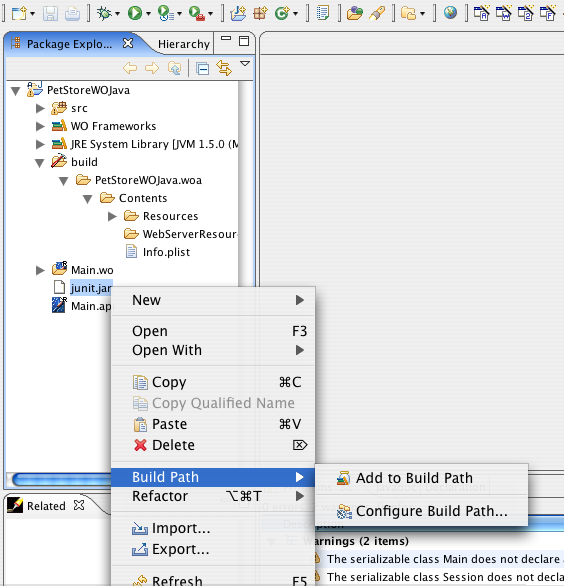 Package Explo...
Hierarchy
PetStoreWOJava
src
WO Frameworks
JRE System Library [JVM 1.5.0 (M
build
PetStoreWOJava.woa
Contents
Resources
WebServerResour
Info.plist
Main.wo
junit.jar
Main.ap
New
Open F3
Open With
Copy ⌘C
Copy Qualified Name
Paste ⌘V
Delete ⌦
Build Path
Refactor ⌥⌘T
Import...
Export...
Refresh F5
Add to Build Path
Configure Build Path...
Related
Warnings (2 items)
The serializable class Main does not declare a
The serializable class Session does not decla